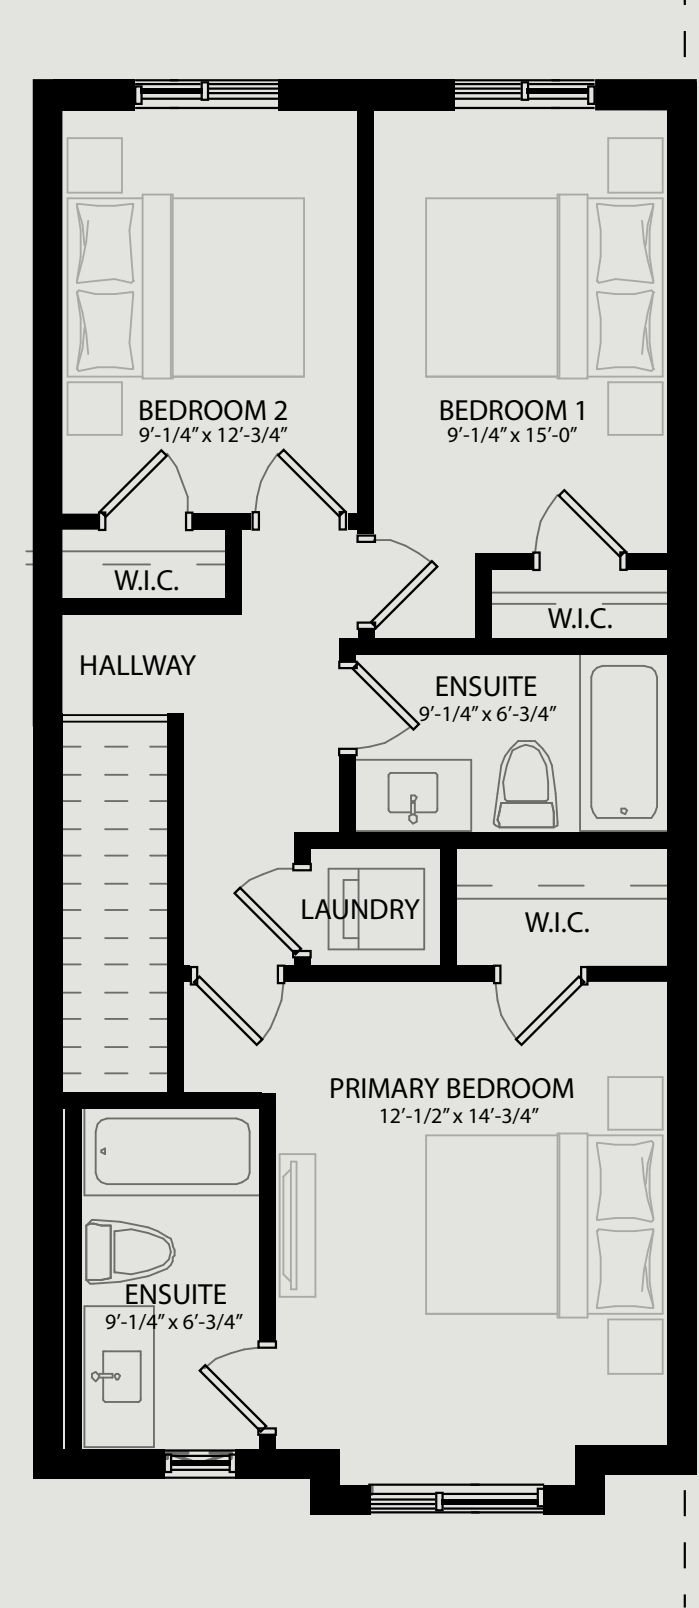 BEDROOM 2
9’-1/4” x 12’-3/4”
BEDROOM 1
9’-1/4” x 15’-0”
W.I.C.
W.I.C.
HALLWAY
ENSUITE
9’-1/4” x 6’-3/4”
LAUNDRY
W.I.C.
PRIMARY BEDROOM
12’-1/2” x 14’-3/4”
ENSUITE
9’-1/4” x 6’-3/4”